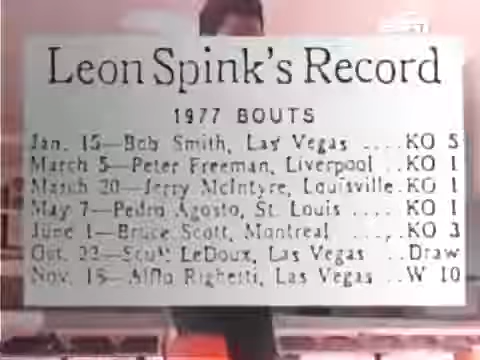 Leon Spink's Record
1977 BOUTS
Jan. 15—Bob Smith, Las Vegas ....KO 5
March 5—Peter Freeman, Liverpool ..KO 1
March 20—Jerry McIntyre, Louisville.KO 1
May 7—Pedro Agosto, St. Louis .....KO 1
June 1—Bruce Scott, Montreal .....KO 3
Oct. 22—Scott LeDoux, Las Vegas ..Draw
Nov. 15—Alfio Righetti, Las Vegas ..W 10